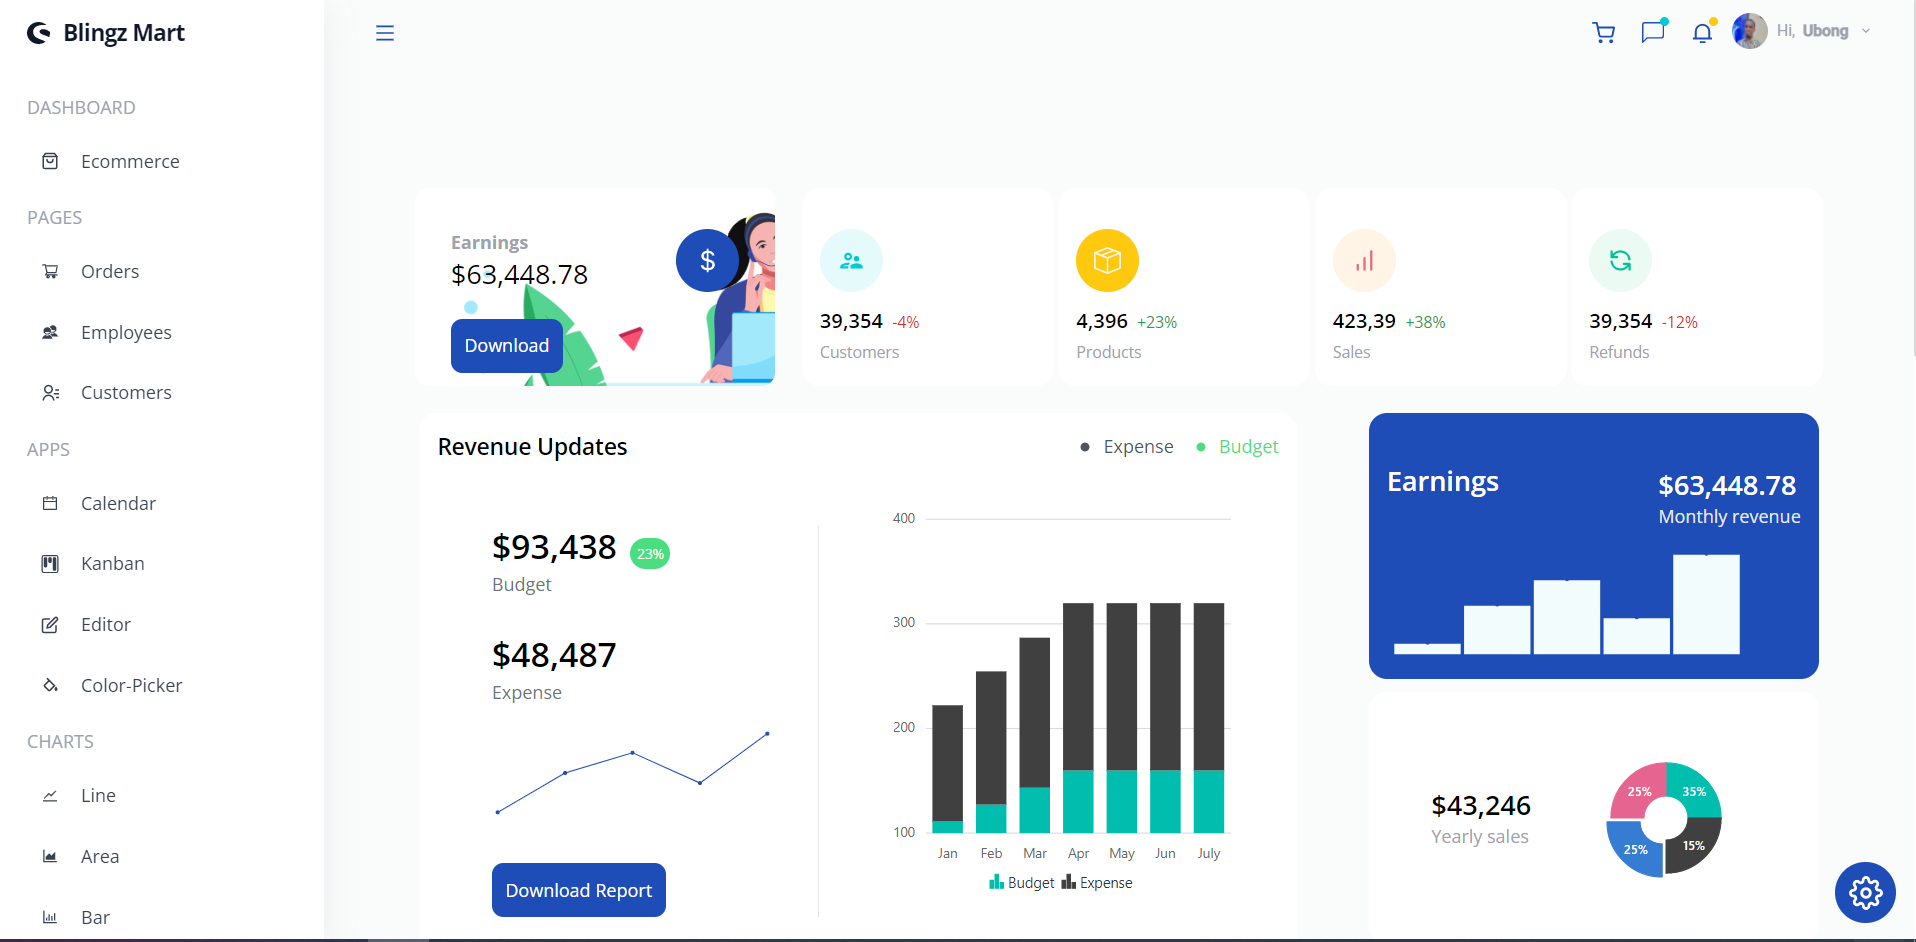 Blingz Mart
Hi, Ubong
DASHBOARD
Ecommerce
PAGES
Orders
Employees
Customers
APPS
Calendar
Kanban
Editor
Color-Picker
CHARTS
Line
Area
Bar
Earnings
$63,448.78
$
Download
39,354 -4%
Customers
4,396 +23%
Products
423,39 +38%
Sales
39,354 -12%
Refunds
Revenue Updates
Expense
Budget
$93,438 23%
Budget
$48,487
Expense
Download Report
400
300
200
100
Jan Feb Mar Apr May Jun July
Budget Expense
Earnings
$63,448.78
Monthly revenue
$43,246
Yearly sales
25% 35%
25% 15%